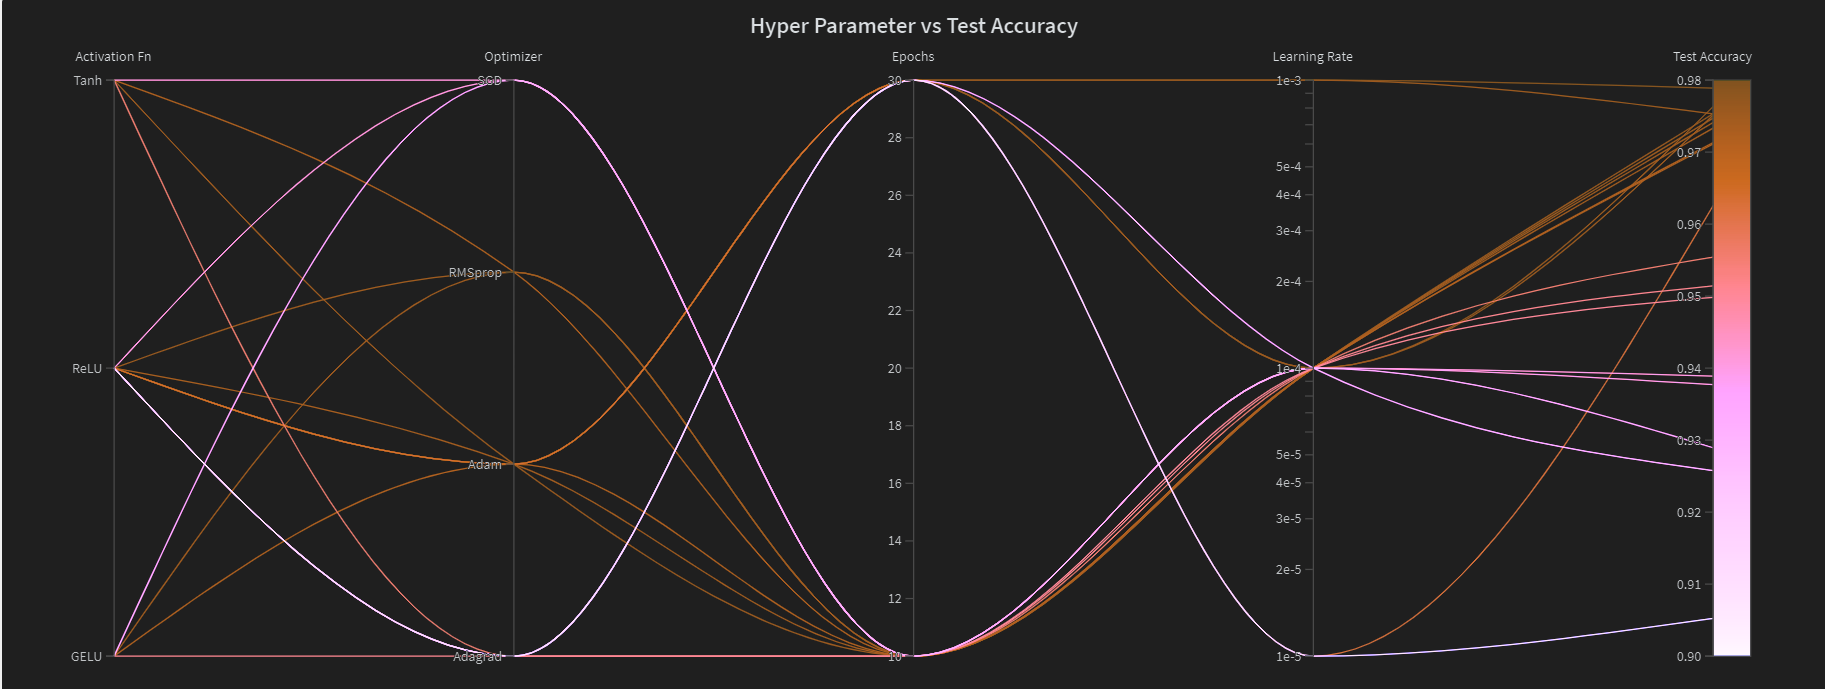 Hyper Parameter vs Test Accuracy
Activation Fn
Tanh
ReLU
GELU
Optimizer
SGD
RMSprop
Adam
Adagrad
Epochs
30
28
26
24
22
20
18
16
14
12
10
Learning Rate
1e-3
5e-4
4e-4
3e-4
2e-4
1e-4
5e-5
4e-5
3e-5
2e-5
1e-5
Test Accuracy
0.98
0.97
0.96
0.95
0.94
0.93
0.92
0.91
0.90